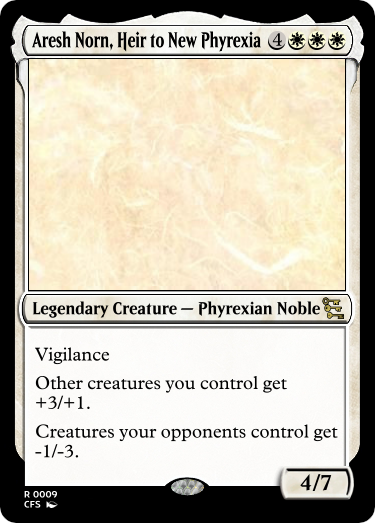 Aresh Norn, Heir to New Phyrexia 4
Legendary Creature — Phyrexian Noble
Vigilance
Other creatures you control get
+3/+1.
Creatures your opponents control get
-1/-3.
4/7
R 0009
CFS